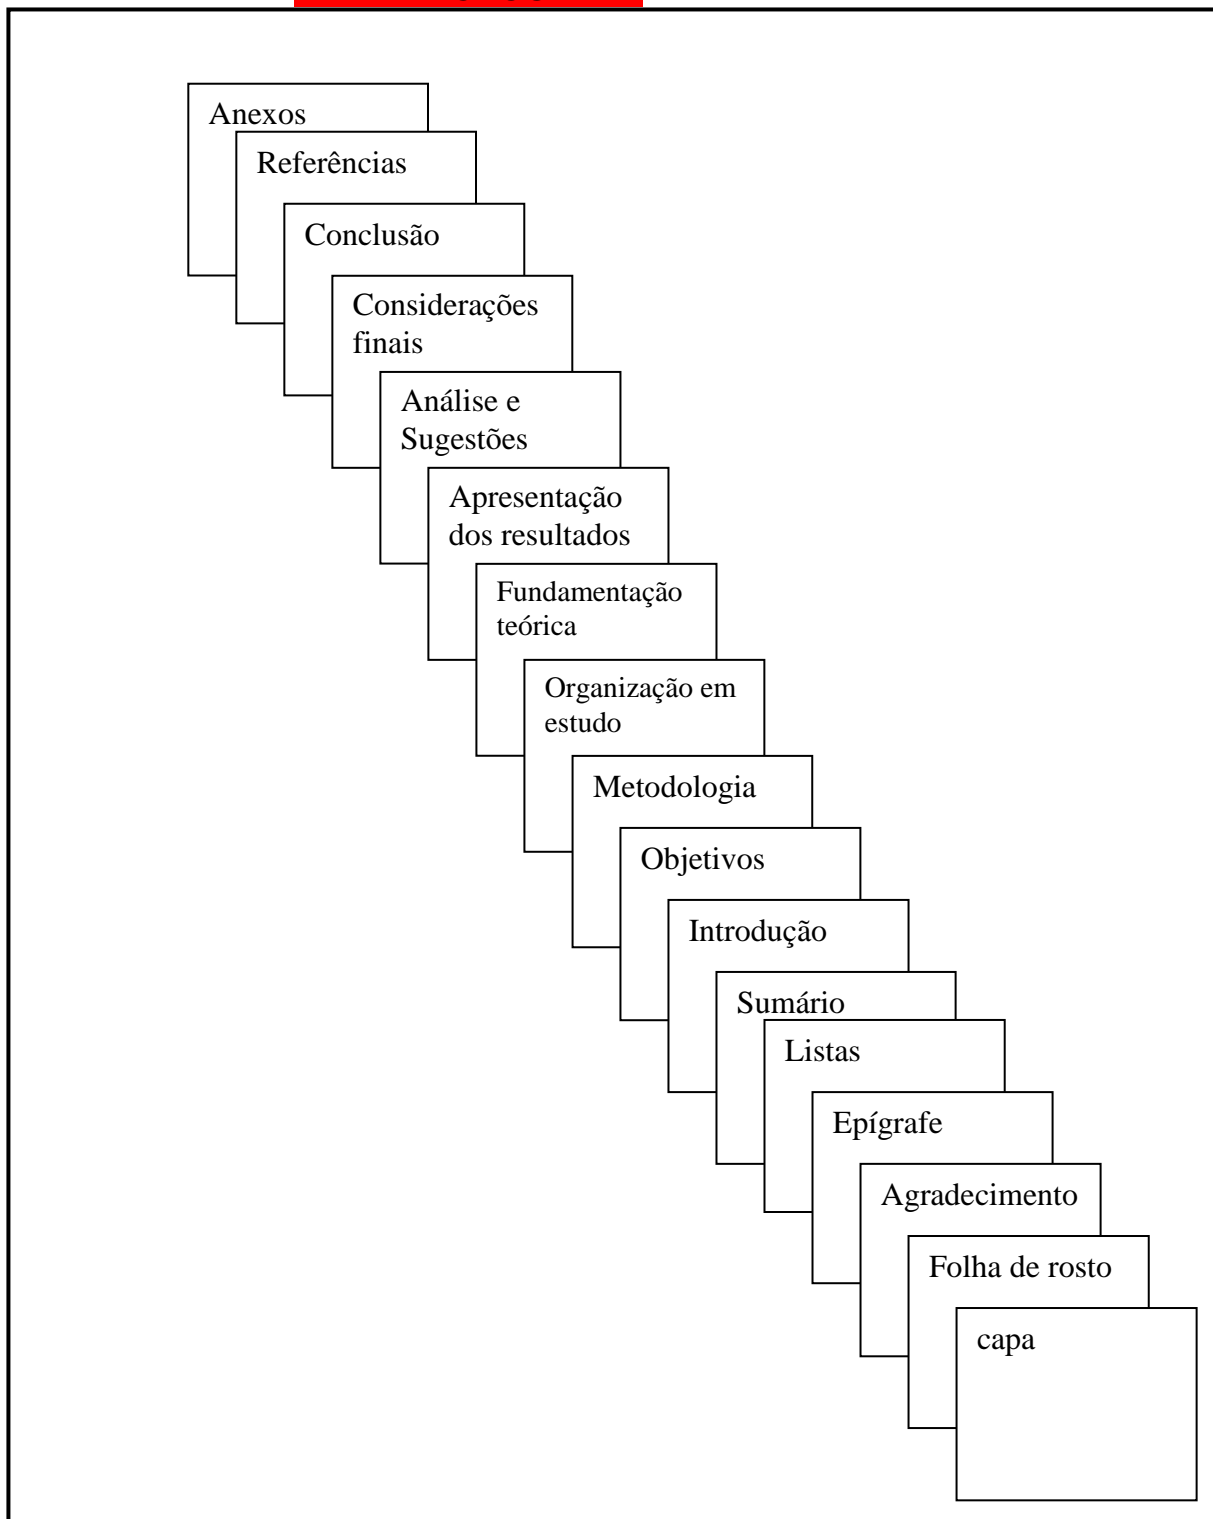 Anexos
Referências
Conclusão
Considerações
finais
Análise e
Sugestões
Apresentação
dos resultados
Fundamentação
teórica
Organização em
estudo
Metodologia
Objetivos
Introdução
Sumário
Listas
Epígrafe
Agradecimento
Folha de rosto
capa